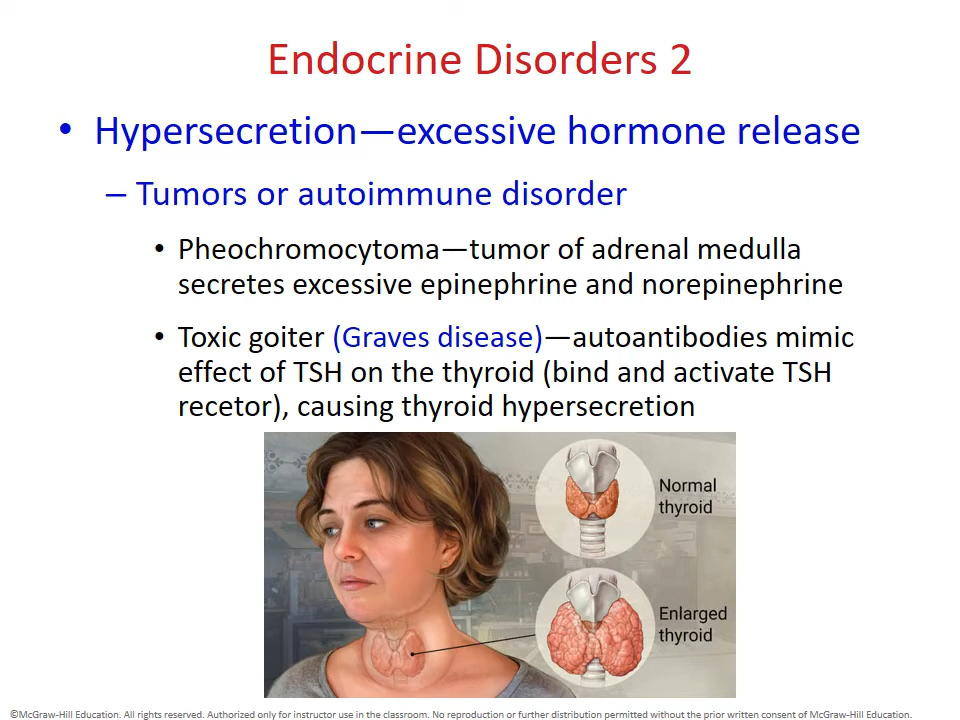 Endocrine Disorders 2
• Hypersecretion—excessive hormone release
– Tumors or autoimmune disorder
• Pheochromocytoma—tumor of adrenal medulla
secretes excessive epinephrine and norepinephrine
• Toxic goiter (Graves disease)—autoantibodies mimic
effect of TSH on the thyroid (bind and activate TSH
recetor), causing thyroid hypersecretion
Normal
thyroid
Enlarged
thyroid
©McGraw-Hill Education. All rights reserved. Authorized only for instructor use in the classroom. No reproduction or further distribution permitted without the prior written consent of McGraw-Hill Education.